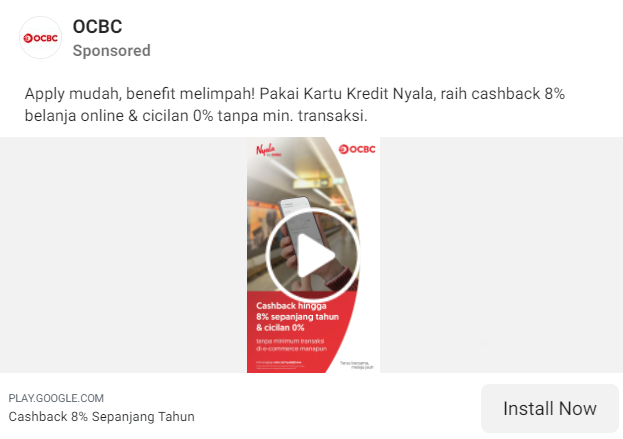 OCBC
OCBC
Sponsored
Apply mudah, benefit melimpah! Pakai Kartu Kredit Nyala, raih cashback 8%
belanja online & cicilan 0% tanpa min. transaksi.
Nyala
OCBC
Cashback hingga
8% sepanjang tahun
& cicilan 0%
tanpa minimum transaksi
di e-commerce manapun
PLAY.GOOGLE.COM
Cashback 8% Sepanjang Tahun
Install Now